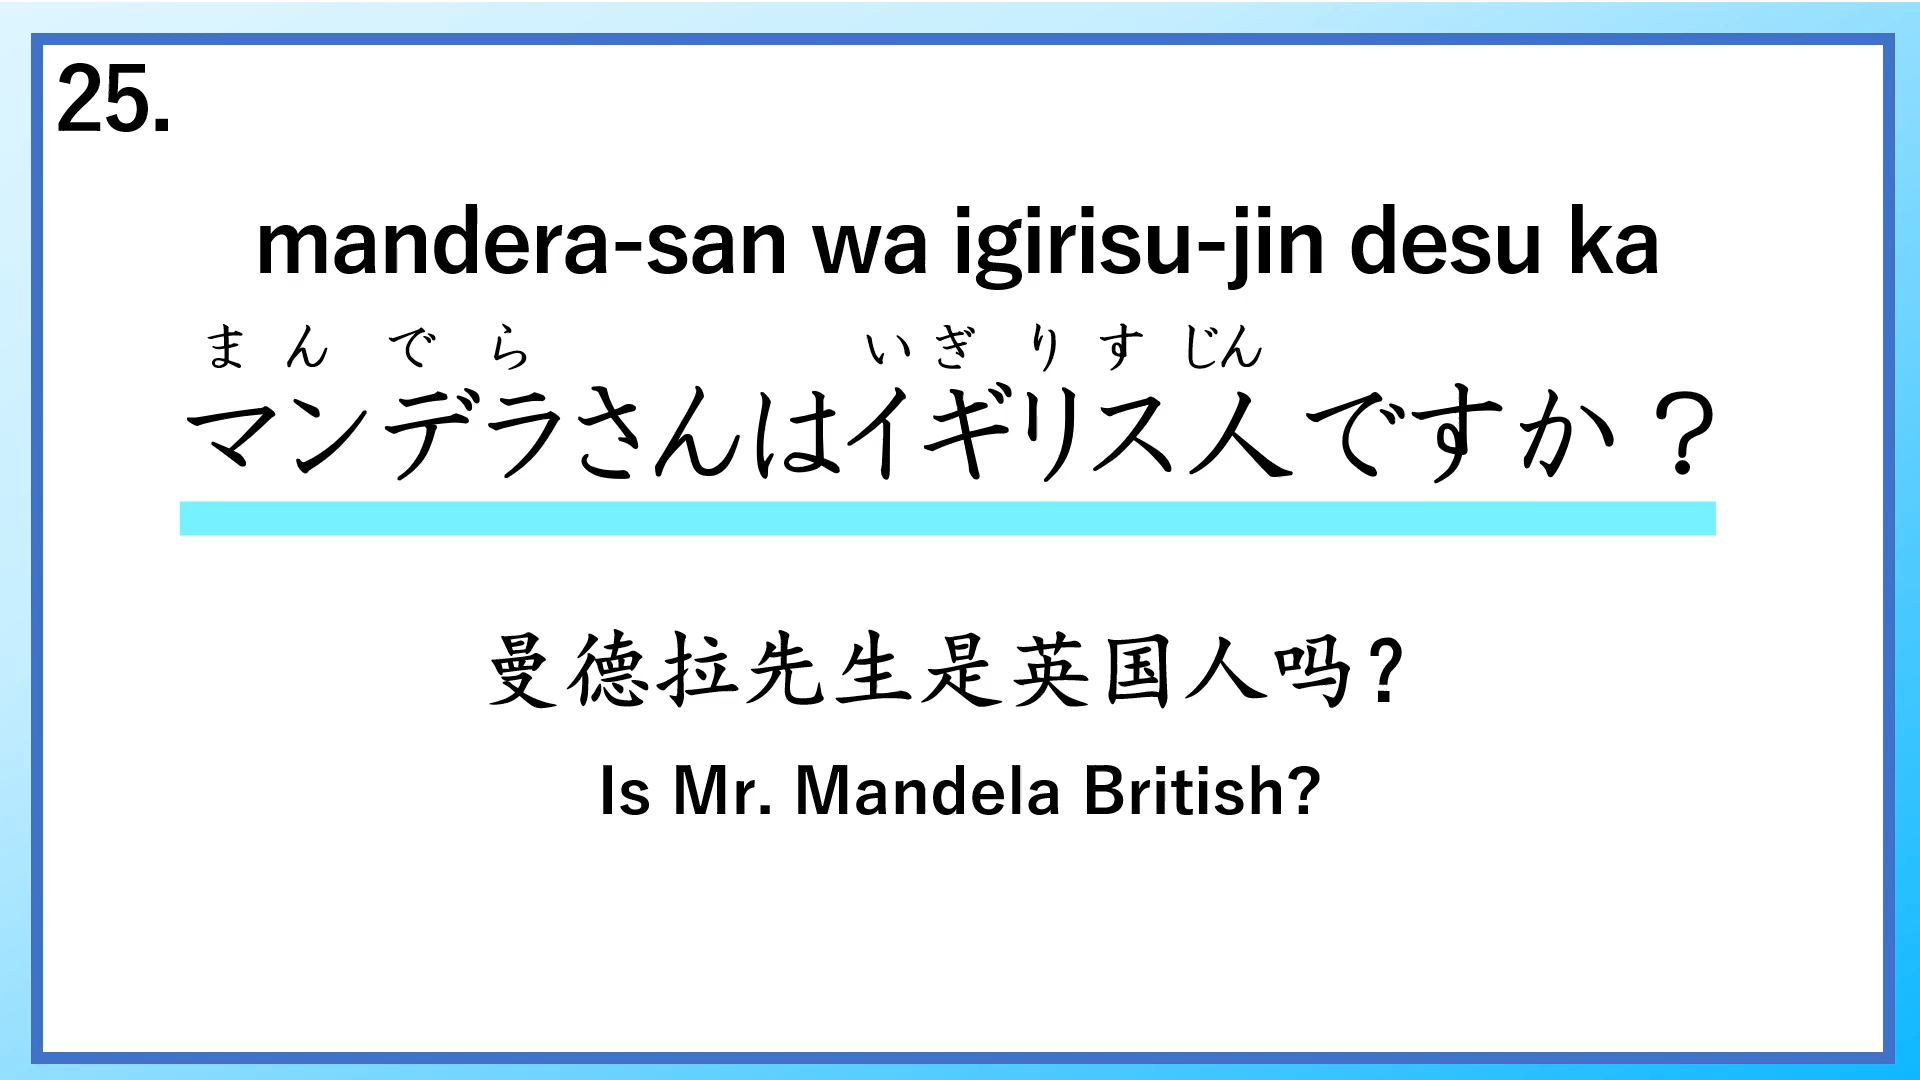 25.
mandera-san wa igirisu-jin desu ka
まんでら いぎりすじん
マンデラさんはイギリス人ですか？
曼德拉先生是英国人吗?
Is Mr. Mandela British?